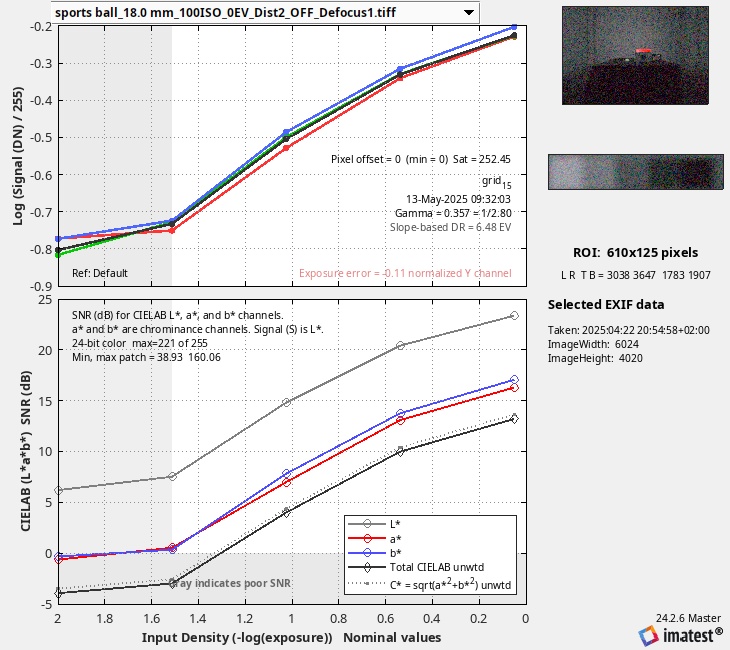 sports ball_18.0 mm_100ISO_0EV_Dist2_OFF_Defocus1.tiff
-0.2
-0.3
-0.4
-0.5
-0.6
-0.7
-0.8
-0.9
Log (Signal (DN) / 255)
Pixel offset = 0 (min = 0) Sat = 252.45
grid15
13-May-2025 09:32:03
Gamma = 0.357 = 1/2.80
Slope-based DR = 6.48 EV
Ref: Default
Exposure error = -0.11 normalized Y channel
ROI: 610x125 pixels
L R T B = 3038 3647 1783 1907
Selected EXIF data
Taken: 2025:04:22 20:54:58+02:00
ImageWidth: 6024
ImageHeight: 4020
25
20
15
10
5
0
-5
CIELAB (L*a*b*) SNR (dB)
SNR (dB) for CIELAB L*, a*, and b* channels.
a* and b* are chrominance channels. Signal (S) is L*.
24-bit color max=221 of 255
Min, max patch = 38.93 160.06
L*
a*
b*
Total CIELAB unwtd
C* = sqrt(a*2+b*2) unwtd
Gray indicates poor SNR
2 1.8 1.6 1.4 1.2 1 0.8 0.6 0.4 0.2 0
Input Density (-log(exposure)) Nominal values
24.2.6 Master
imatest®